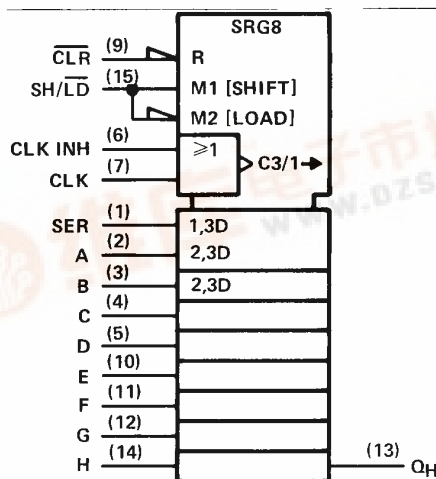 SRG8
CLR (9) R
SH/LD (15) M1 [SHIFT]
M2 [LOAD]
CLK INH (6) ≥1
CLK (7) C3/1→
SER (1) 1,3D
A (2) 2,3D
B (3) 2,3D
C (4)
D (5)
E (10)
F (11)
G (12)
H (14) (13) QH